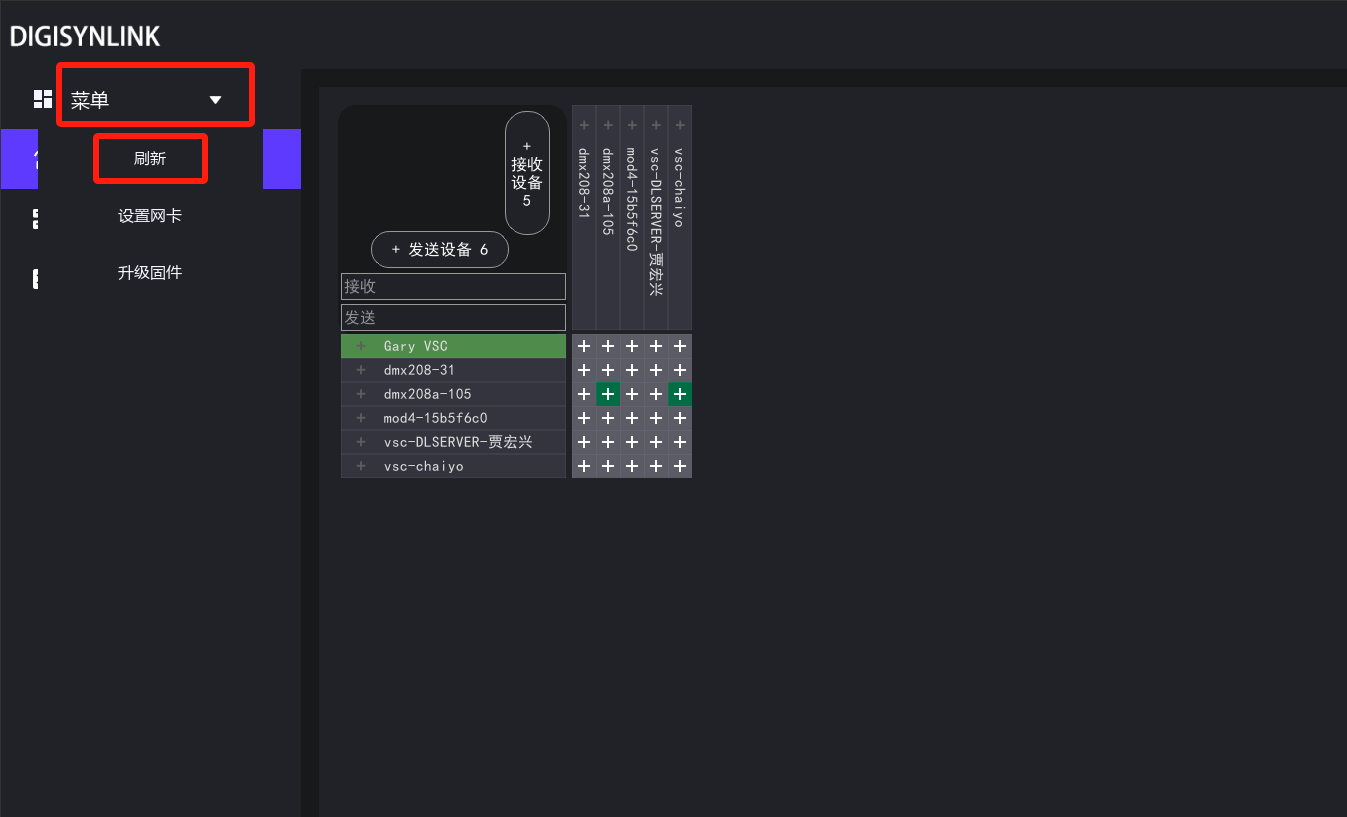 DIGISYNLINK
菜单
刷新
设置网卡
升级固件
+
接收
设备
5
+ 发送设备 6
接收
发送
+ dmx208-31
+ dmx208a-105
+ mod4-15b5f6c0
+ vsc-DLSERVER-贾宏兴
+ vsc-chaiyo
+ Gary VSC + + + + +
+ dmx208-31 + + + + +
+ dmx208a-105 + + + + +
+ mod4-15b5f6c0 + + + + +
+ vsc-DLSERVER-贾宏兴 + + + + +
+ vsc-chaiyo + + + + +